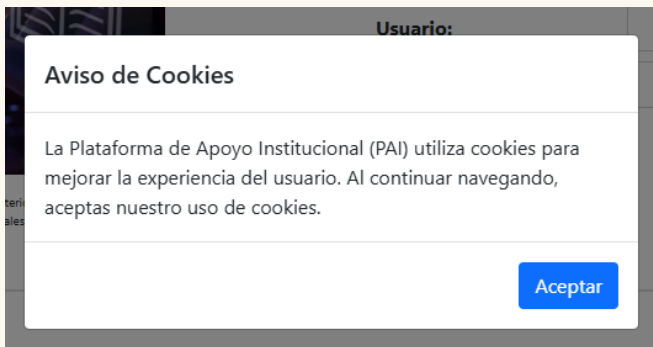 Usuario:
Aviso de Cookies
La Plataforma de Apoyo Institucional (PAI) utiliza cookies para
mejorar la experiencia del usuario. Al continuar navegando,
aceptas nuestro uso de cookies.
Aceptar